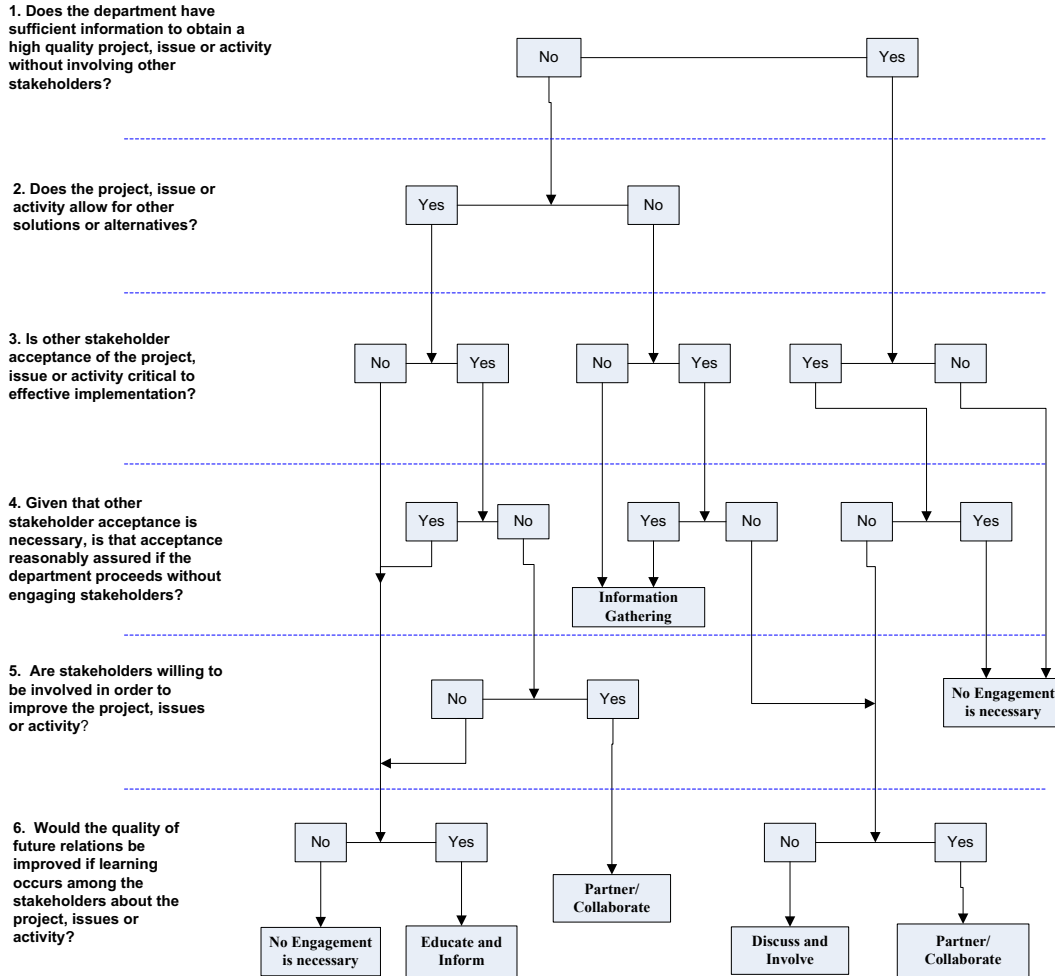 1. Does the department have
sufficient information to obtain a
high quality project, issue or activity
without involving other
stakeholders?
No
Yes
2. Does the project, issue or
activity allow for other
solutions or alternatives?
Yes
No
3. Is other stakeholder
acceptance of the project,
issue or activity critical to
effective implementation?
No
Yes
No
Yes
Yes
No
4. Given that other
stakeholder acceptance is
necessary, is that acceptance
reasonably assured if the
department proceeds without
engaging stakeholders?
Yes
No
Yes
No
No
Yes
Information
Gathering
5. Are stakeholders willing to
be involved in order to
improve the project, issues
or activity?
No
Yes
No Engagement
is necessary
6. Would the quality of
future relations be
improved if learning
occurs among the
stakeholders about the
project, issues or
activity?
No
Yes
No
Yes
Partner/
Collaborate
No Engagement
is necessary
Educate and
Inform
Discuss and
Involve
Partner/
Collaborate